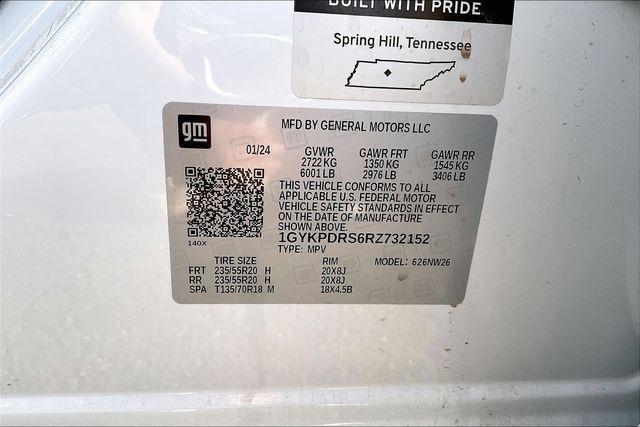 BUILT WITH PRIDE
Spring Hill, Tennessee
gm
MFD BY GENERAL MOTORS LLC
01/24 GVWR GAWR FRT GAWR RR
2722 KG 1350 KG 1545 KG
6001 LB 2976 LB 3406 LB
THIS VEHICLE CONFORMS TO ALL
APPLICABLE U.S. FEDERAL MOTOR
VEHICLE SAFETY STANDARDS IN EFFECT
ON THE DATE OF MANUFACTURE
SHOWN ABOVE.
140X
1GYKPDRS6RZ732152
TYPE: MPV
TIRE SIZE RIM MODEL: 626NW26
FRT 235/55R20 H 20X8J
RR 235/55R20 H 20X8J
SPA T135/70R18 M 18X4.5B